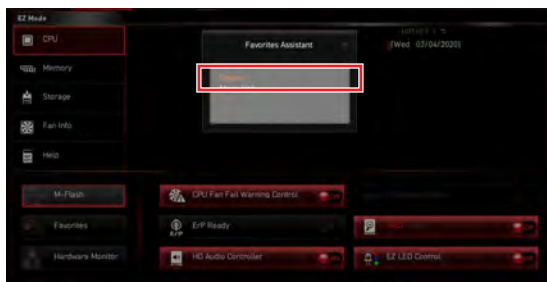 EZ Mode
CPU
Favorites Assistant
[Wed 03/04/2020]
Memory
Storage
Fan Info
Help
M-Flash
CPU Fan Fail Warning Control
Favorites
ErP Ready
Hardware Monitor
HD Audio Controller
EZ LED Control